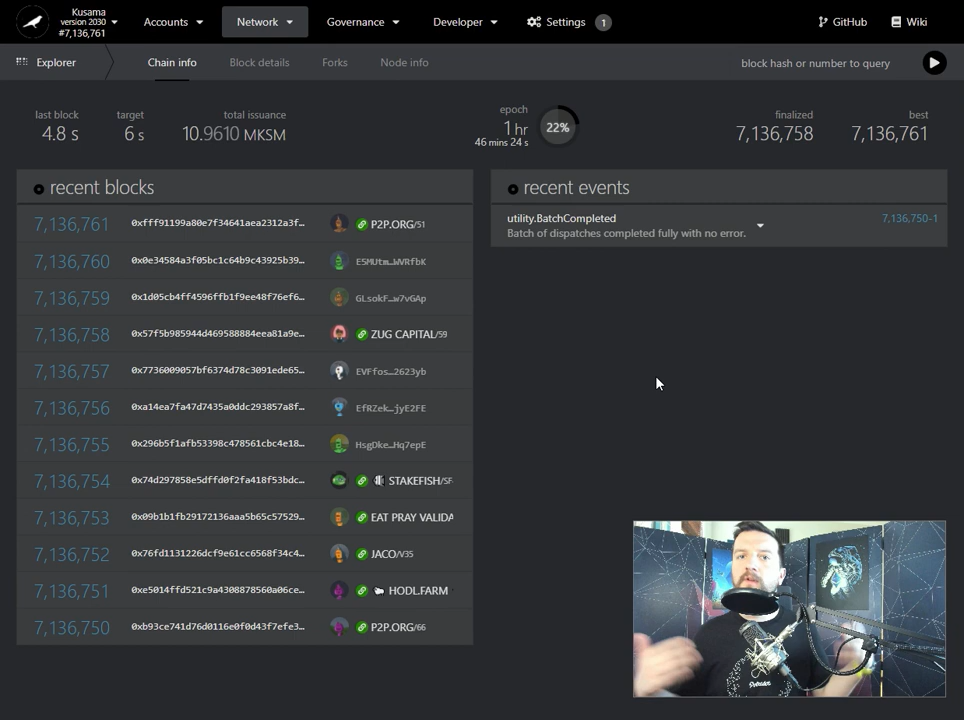 Kusama
version 2030
#7,136,761
Accounts
Network
Governance
Developer
Settings
1
GitHub
Wiki
Explorer
Chain info
Block details
Forks
Node info
block hash or number to query
last block
4.8 s
target
6 s
total issuance
10.9610 MKSM
epoch
1 hr
46 mins 24 s
22%
finalized
7,136,758
best
7,136,761
recent blocks
7,136,761 0xfff91199a80e7f34641aea2312a3f… P2P.ORG/51
7,136,760 0x0e34584a3f05bc1c64b9c43925b39… E5MUtm…WVRfbK
7,136,759 0x1d05cb4ff4596ffb1f9ee48f76ef6… GLsokF…w7vGAp
7,136,758 0x57f5b985944d469588884eea81a9e… ZUG CAPITAL/59
7,136,757 0x7736009057bf6374d78c3091ede65… EVFfos…2623yb
7,136,756 0xa14ea7fa47d7435a0ddc293857a8f… EfRZek…jyE2FE
7,136,755 0x296b5f1afb53398c478561cbc4e18… HsgDke…Hq7epE
7,136,754 0x74d297858e5dffd0f2fa418f53bdc… STAKEFISH/SF
7,136,753 0x09b1b1fb29172136aaa5b65c57529… EAT PRAY VALIDA
7,136,752 0x76fd1131226dcf9e61cc6568f34c4… JACO/V35
7,136,751 0xe5014ffd521c9a4308878560a06ce… HODL.FARM
7,136,750 0xb93ce741d76d0116e0f0d43f7efe3… P2P.ORG/66
recent events
utility.BatchCompleted
7,136,750-1
Batch of dispatches completed fully with no error.